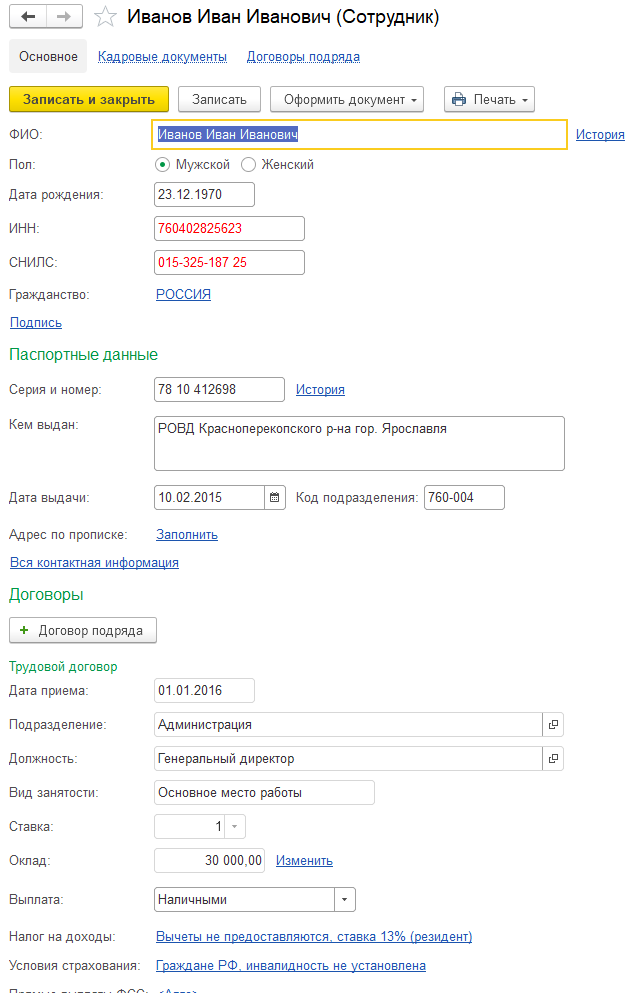 Иванов Иван Иванович (Сотрудник)
Основное Кадровые документы Договоры подряда
Записать и закрыть Записать Оформить документ Печать
ФИО: Иванов Иван Иванович История
Пол: Мужской Женский
Дата рождения: 23.12.1970
ИНН: 760402825623
СНИЛС: 015-325-187 25
Гражданство: РОССИЯ
Подпись
Паспортные данные
Серия и номер: 78 10 412698 История
Кем выдан: РОВД Красноперекопского р-на гор. Ярославля
Дата выдачи: 10.02.2015 Код подразделения: 760-004
Адрес по прописке: Заполнить
Вся контактная информация
Договоры
+ Договор подряда
Трудовой договор
Дата приема: 01.01.2016
Подразделение: Администрация
Должность: Генеральный директор
Вид занятости: Основное место работы
Ставка: 1
Оклад: 30 000,00 Изменить
Выплата: Наличными
Налог на доходы: Вычеты не предоставляются, ставка 13% (резидент)
Условия страхования: Граждане РФ, инвалидность не установлена
Прямые выплаты ФСС: <Авто>